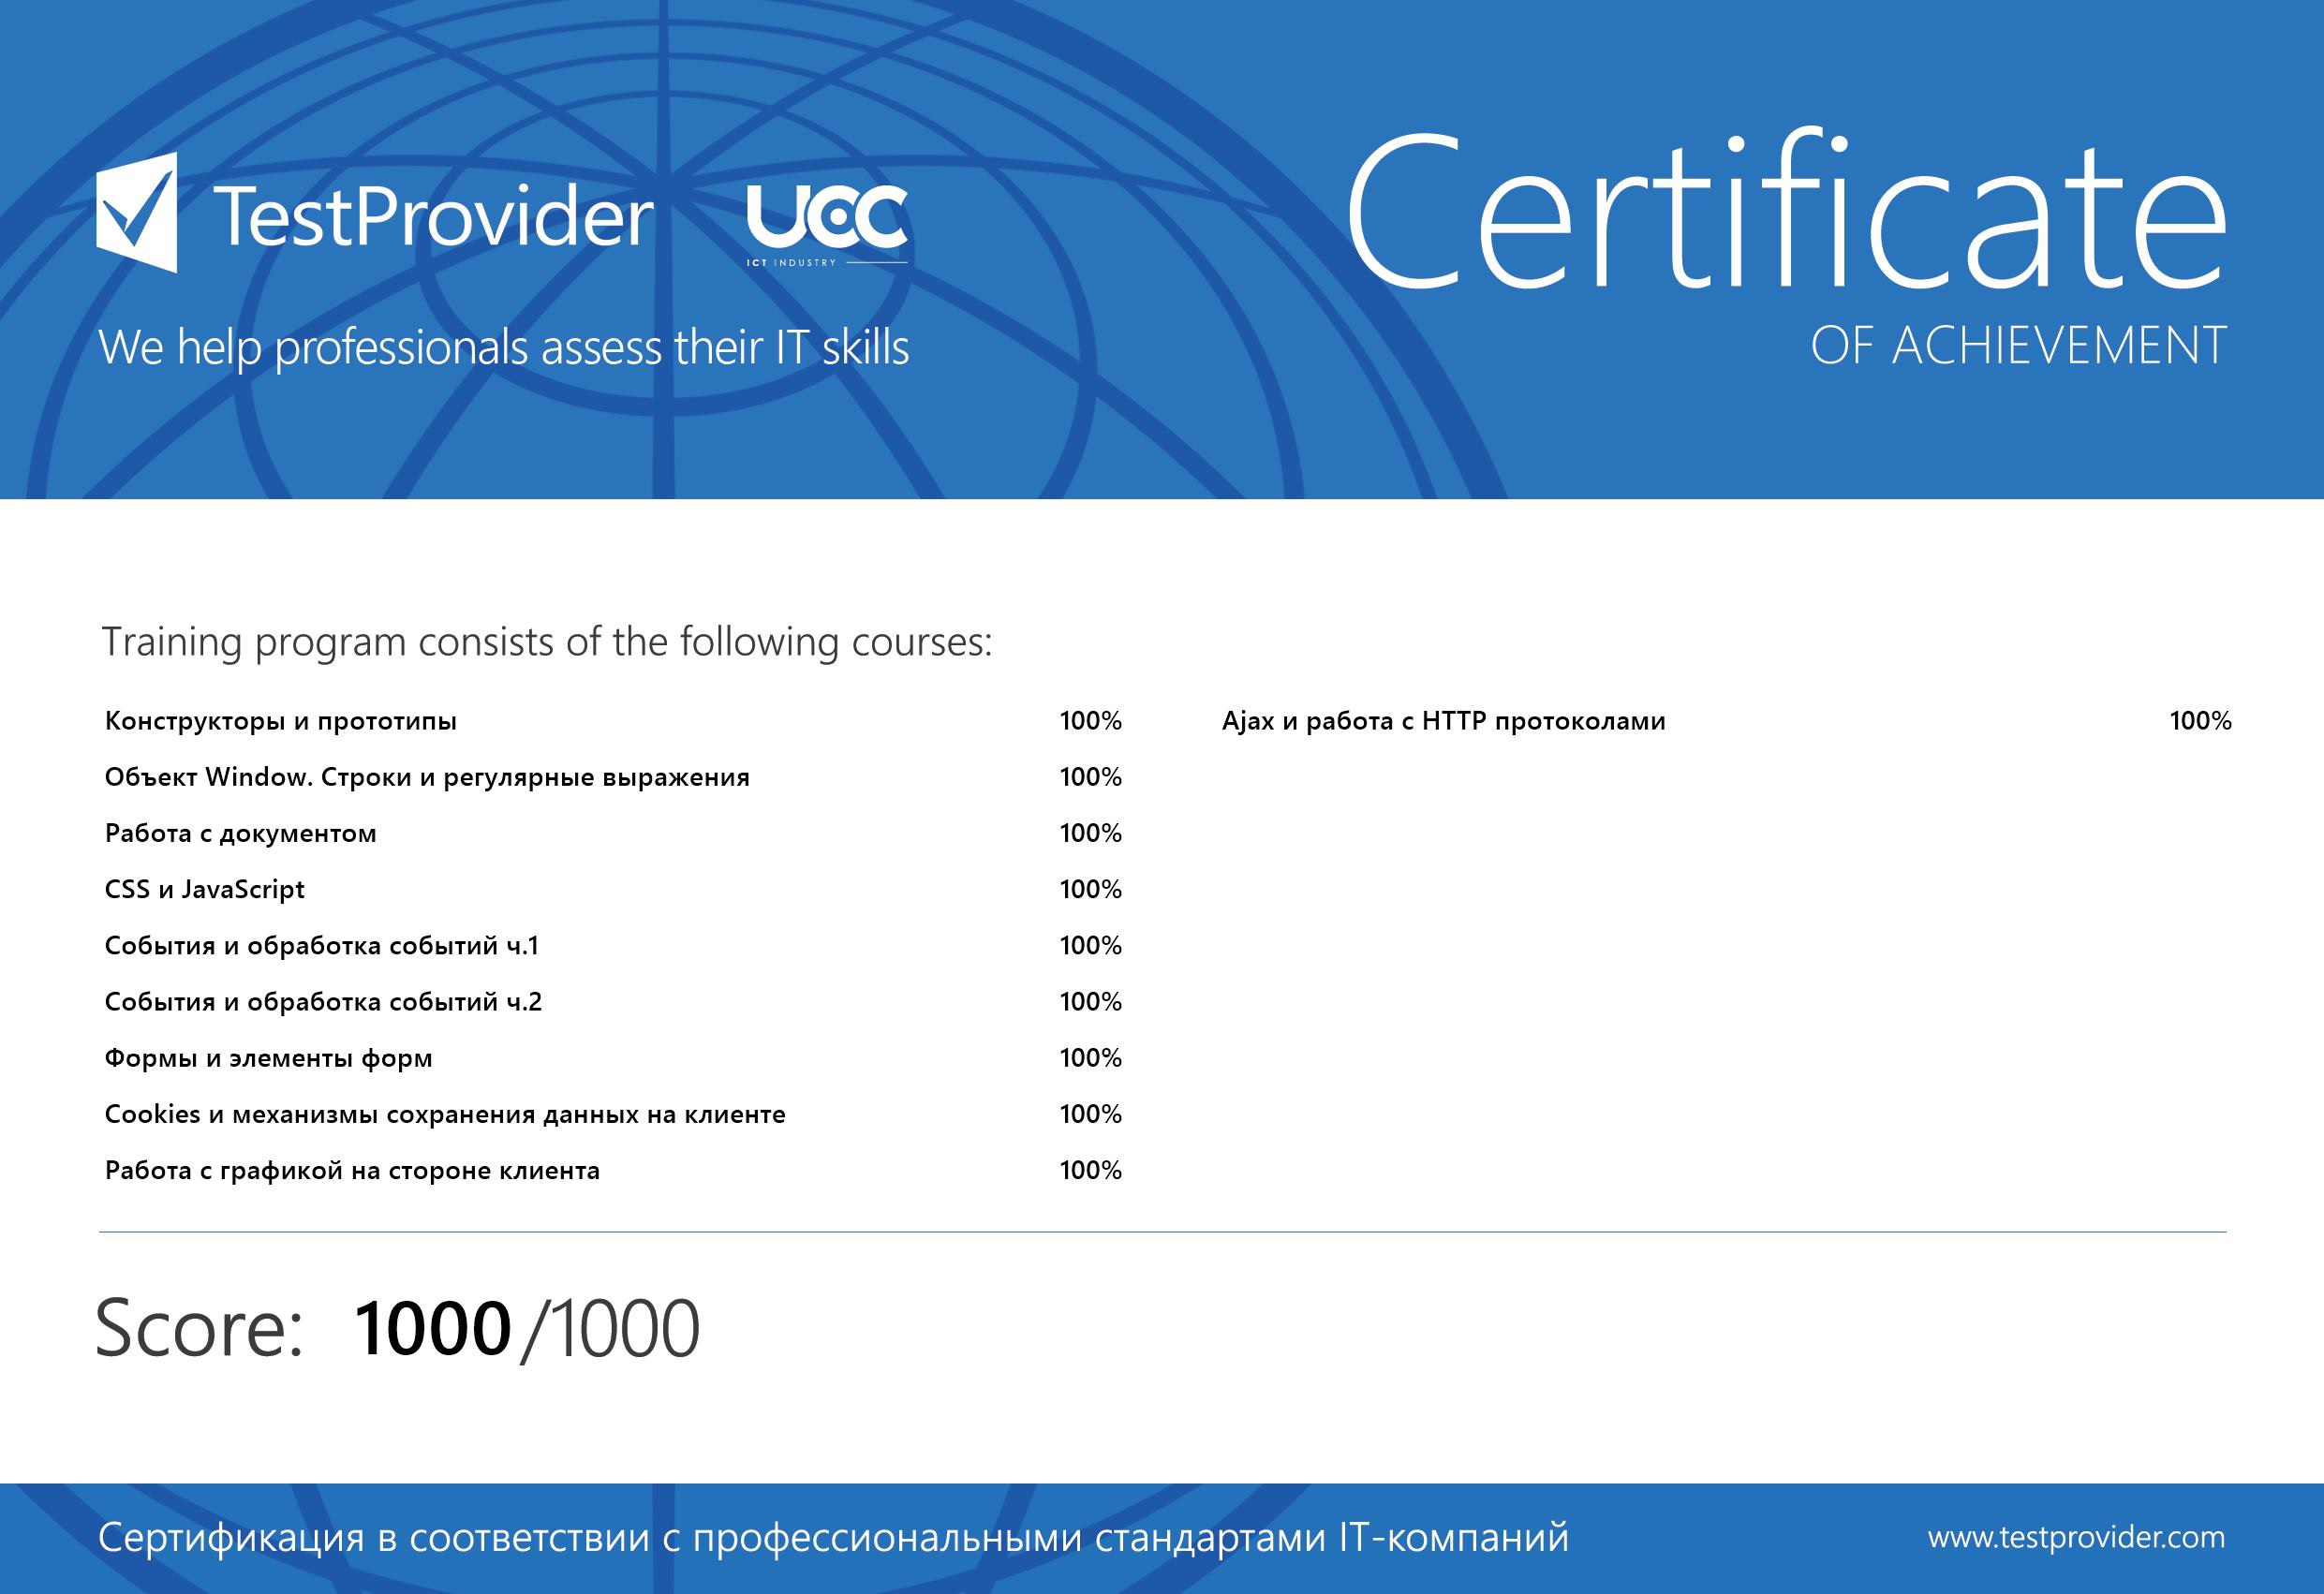 TestProvider
UCC
ICT INDUSTRY
We help professionals assess their IT skills
Certificate
OF ACHIEVEMENT
Training program consists of the following courses:
Конструкторы и прототипы 100%
Объект Window. Строки и регулярные выражения 100%
Работа с документом 100%
CSS и JavaScript 100%
События и обработка событий ч.1 100%
События и обработка событий ч.2 100%
Формы и элементы форм 100%
Cookies и механизмы сохранения данных на клиенте 100%
Работа с графикой на стороне клиента 100%
Ajax и работа с HTTP протоколами 100%
Score: 1000/1000
Сертификация в соответствии с профессиональными стандартами IT-компаний
www.testprovider.com